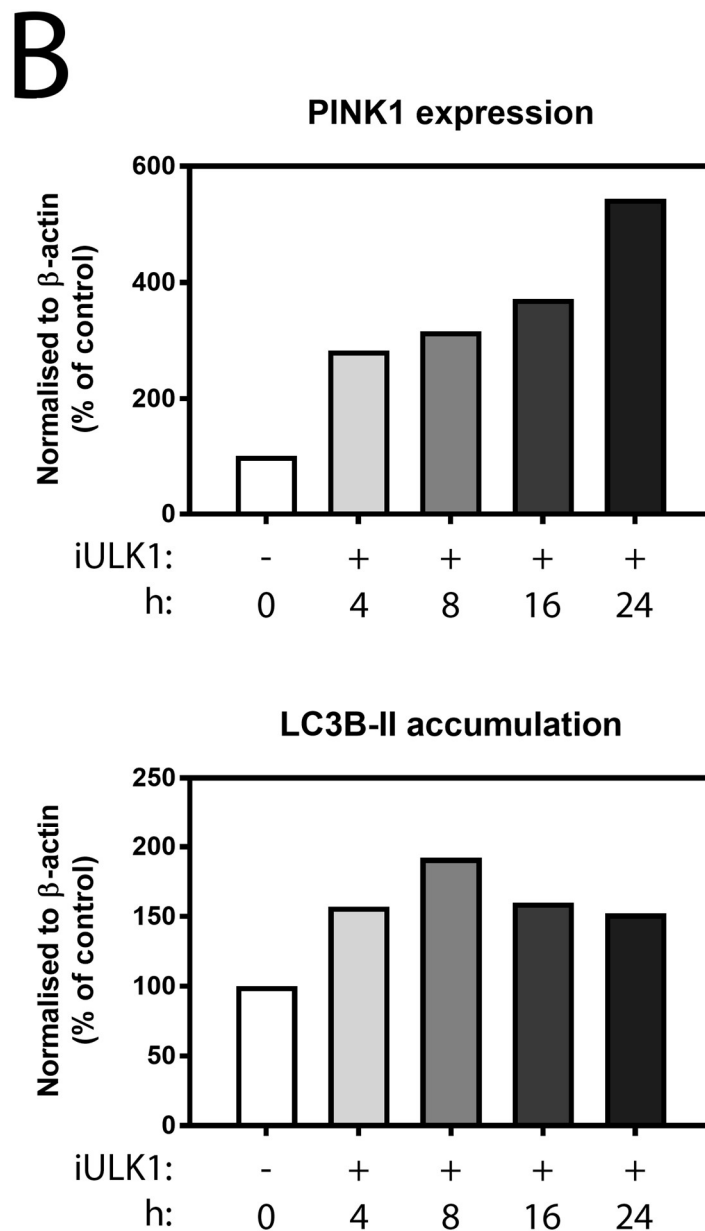 B
PINK1 expression
Normalised to β-actin
(% of control)
600
400
200
0
iULK1: - + + + +
h: 0 4 8 16 24
LC3B-II accumulation
Normalised to β-actin
(% of control)
250
200
150
100
50
0
iULK1: - + + + +
h: 0 4 8 16 24